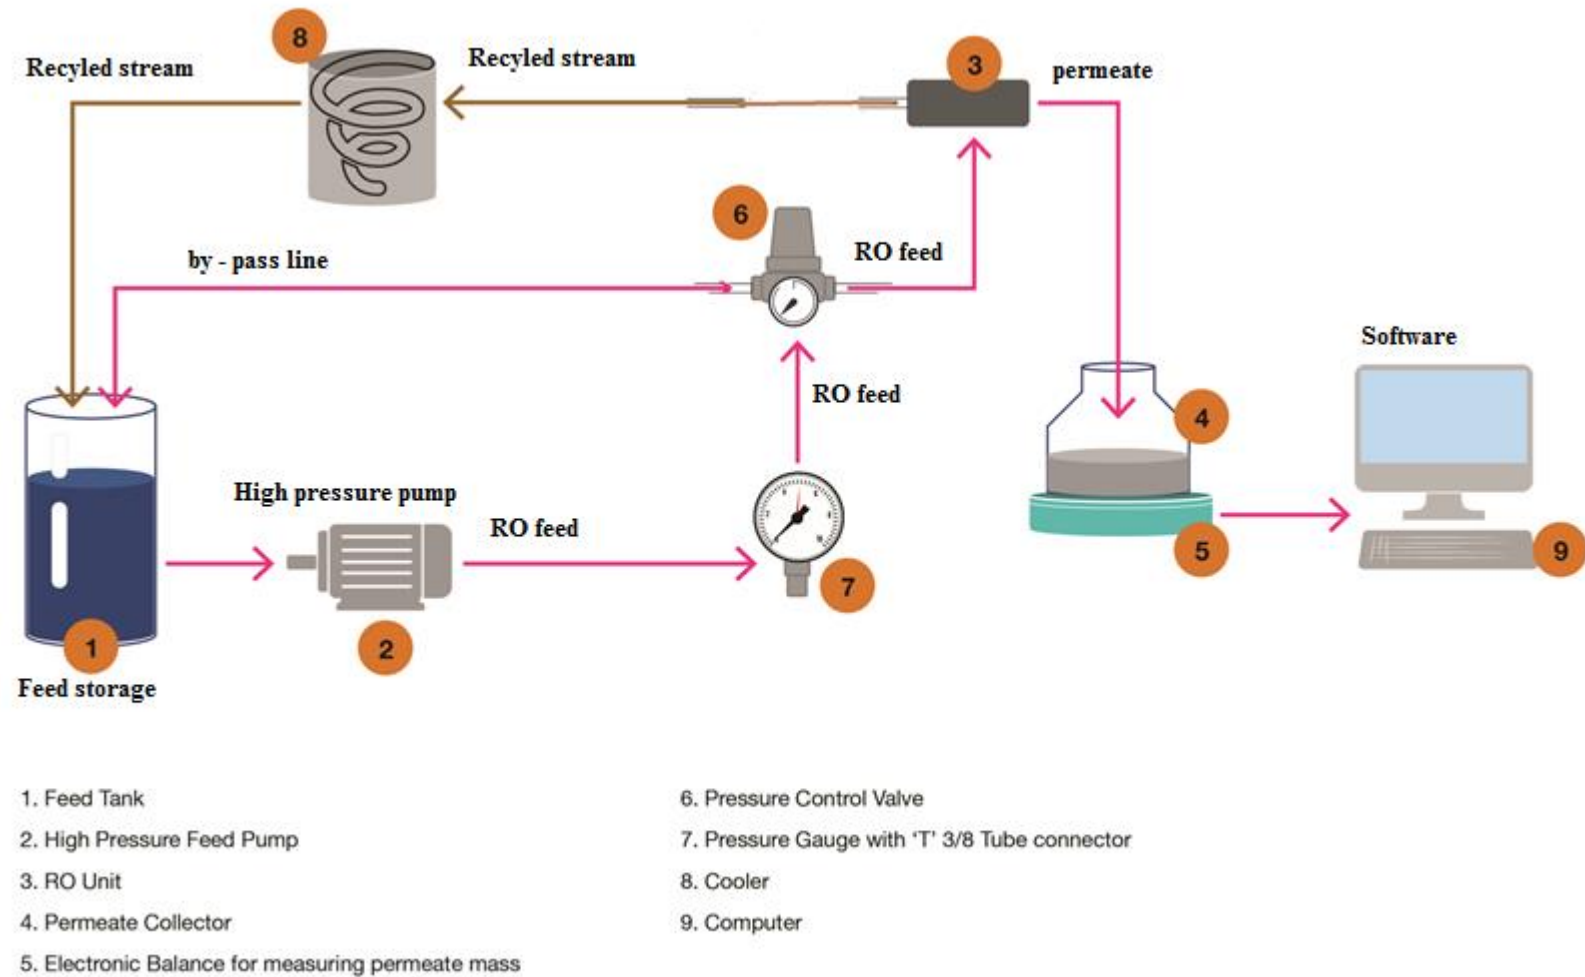 8
Recyled stream
Recyled stream
3
permeate
6
by - pass line
RO feed
Software
RO feed
4
High pressure pump
RO feed
5
9
7
1
2
Feed storage
1. Feed Tank
2. High Pressure Feed Pump
3. RO Unit
4. Permeate Collector
5. Electronic Balance for measuring permeate mass
6. Pressure Control Valve
7. Pressure Gauge with ‘T’ 3/8 Tube connector
8. Cooler
9. Computer